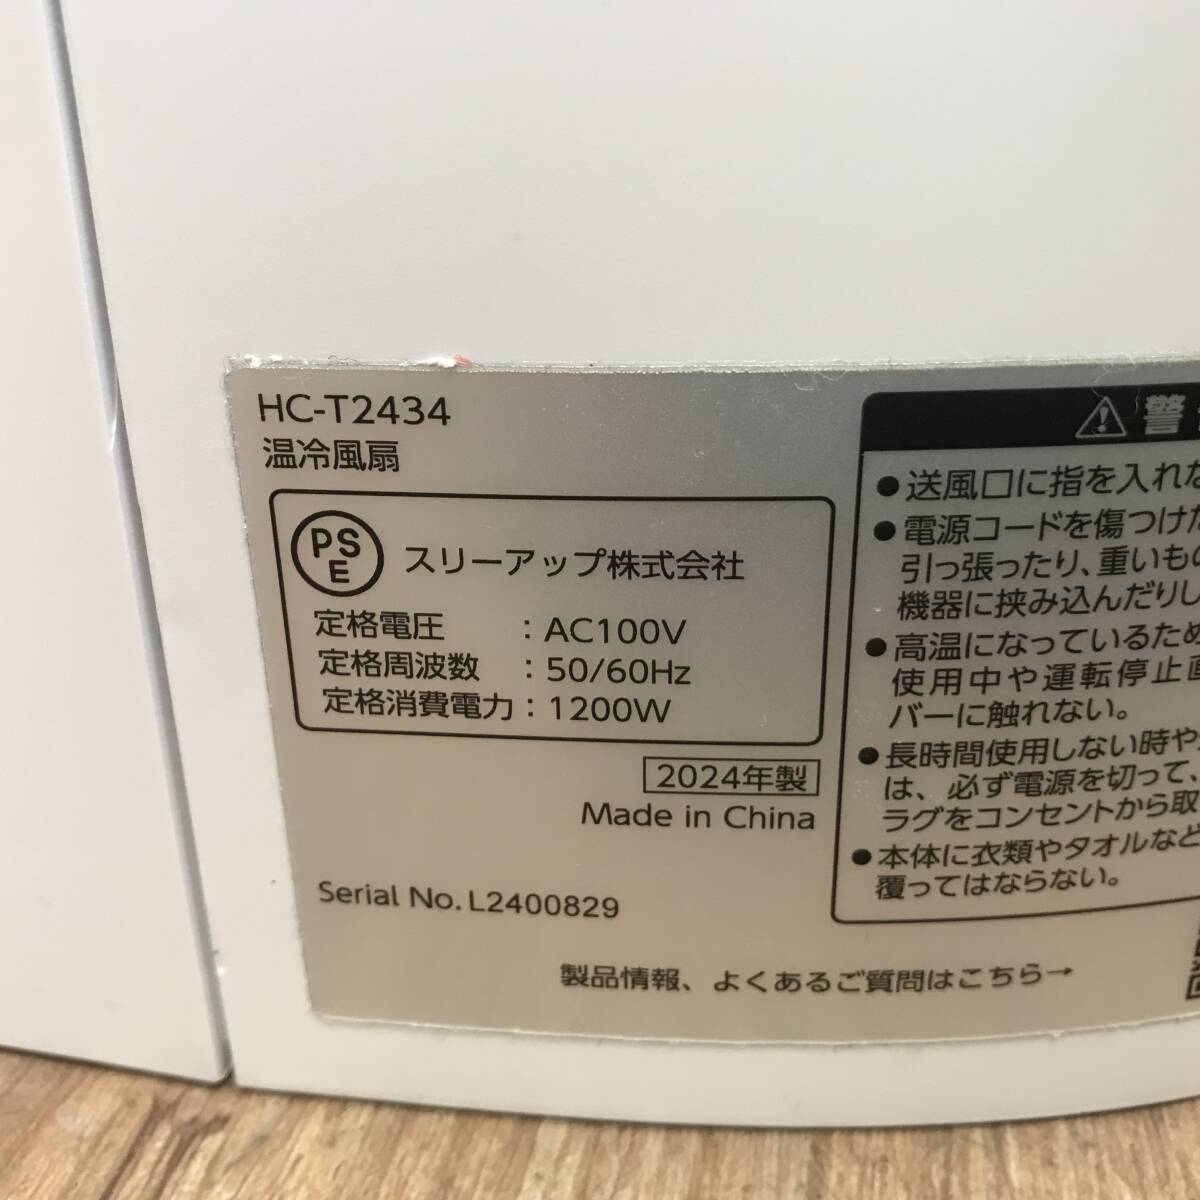 HC-T2434
温冷風扇
PSE
スリーアップ株式会社
定格電圧 : AC100V
定格周波数 : 50/60Hz
定格消費電力 : 1200W
2024年製
Made in China
Serial No. L2400829
製品情報、よくあるご質問はこちら→
警
●送風口に指を入れな
●電源コードを傷つけた
引っ張ったり、重いもの
機器に挟み込んだりし
●高温になっているため
使用中や運転停止直
バーに触れない。
●長時間使用しない時や
は、必ず電源を切って、
ラグをコンセントから取
●本体に衣類やタオルなど
覆ってはならない。